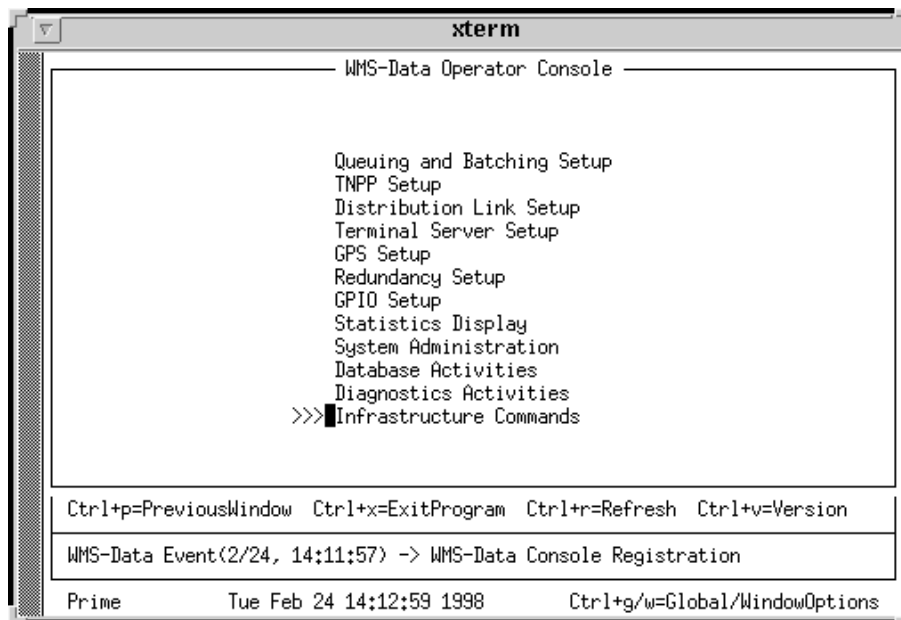 xterm
WMS-Data Operator Console
Queuing and Batching Setup
TNPP Setup
Distribution Link Setup
Terminal Server Setup
GPS Setup
Redundancy Setup
GPIO Setup
Statistics Display
System Administration
Database Activities
Diagnostics Activities
>>>Infrastructure Commands
Ctrl+p=PreviousWindow Ctrl+x=ExitProgram Ctrl+r=Refresh Ctrl+v=Version
WMS-Data Event(2/24, 14:11:57) -> WMS-Data Console Registration
Prime Tue Feb 24 14:12:59 1998 Ctrl+g/w=Global/WindowOptions